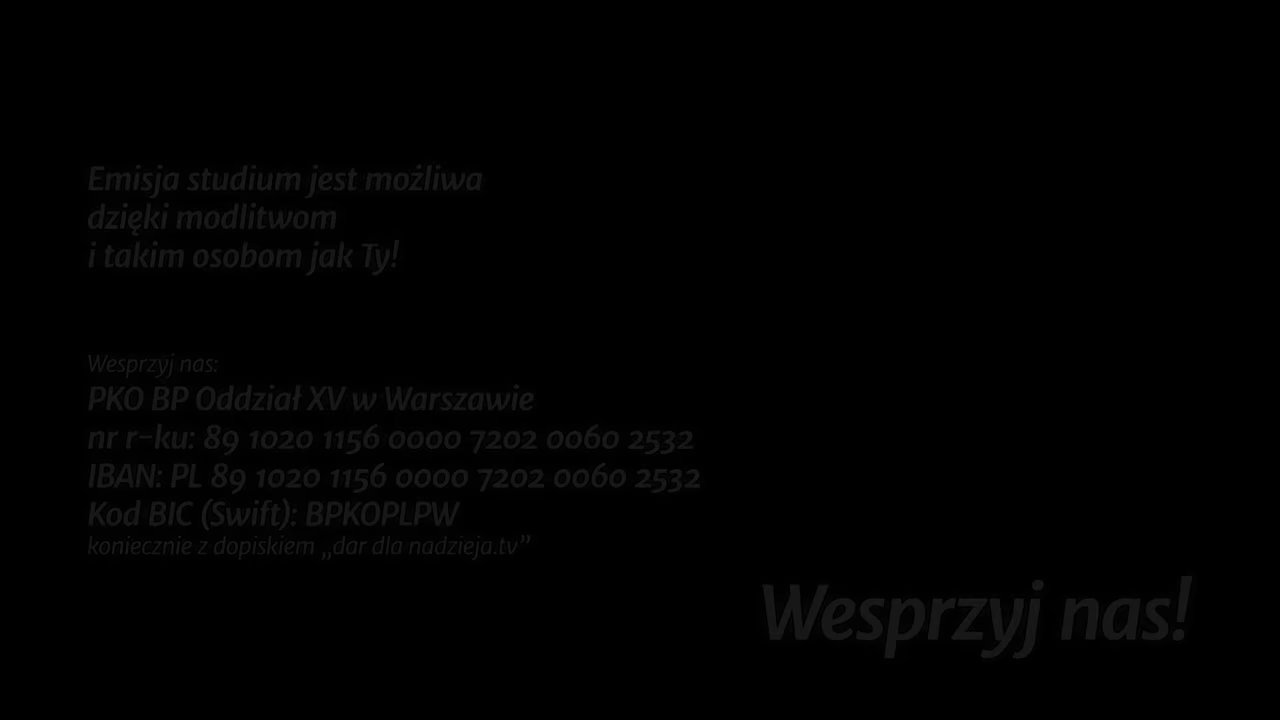 Emisja studium jest możliwa
dzięki modlitwom
i takim osobom jak Ty!
Wesprzyj nas:
PKO BP Oddział XV w Warszawie
nr r-ku: 89 1020 1156 0000 7202 0060 2532
IBAN: PL 89 1020 1156 0000 7202 0060 2532
Kod BIC (Swift): BPKOPLPW
koniecznie z dopiskiem „dar dla nadzieja.tv”
Wesprzyj nas!